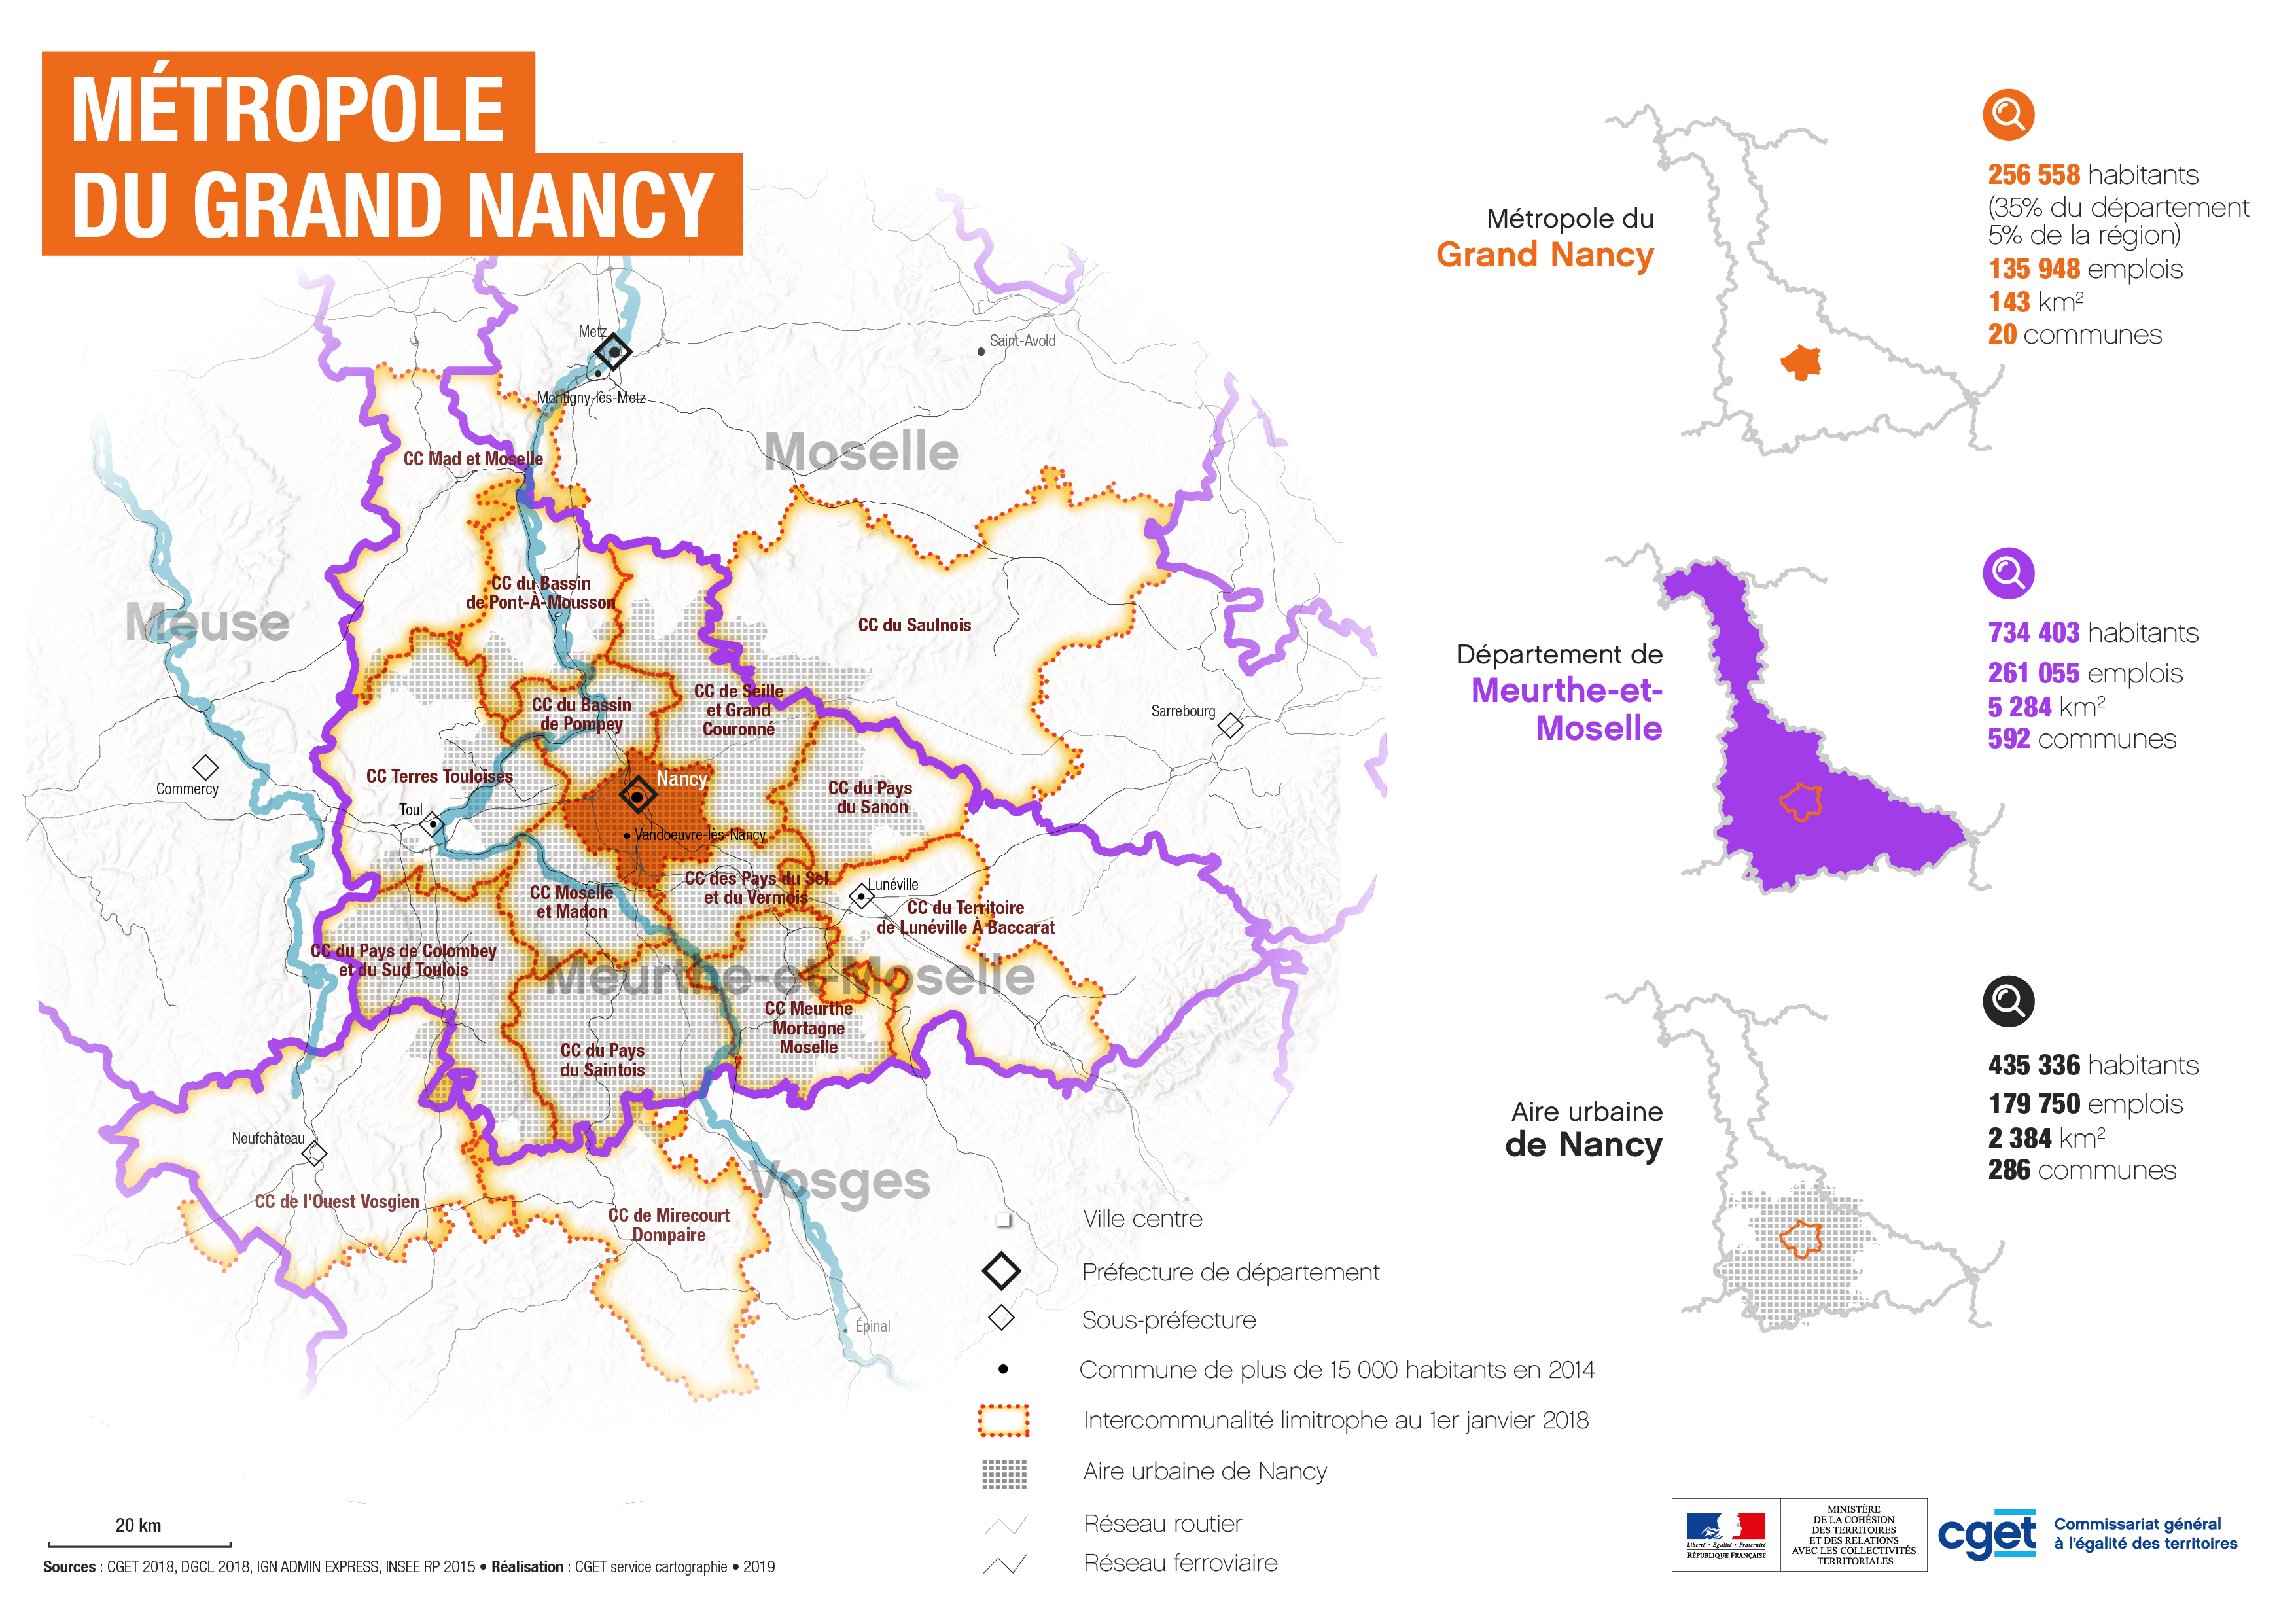 MÉTROPOLE
DU GRAND NANCY
Metz
Montigny-lès-Metz
Saint-Avold
Moselle
CC Mad et Moselle
Meuse
CC du Bassin
de Pont-À-Mousson
CC du Saulnois
CC du Bassin
de Pompey
CC de Seille
et Grand
Couronné
Sarrebourg
Commercy
CC Terres Touloises
Toul
Nancy
Vandoeuvre-lès-Nancy
CC du Pays
du Sanon
CC Moselle
et Madon
CC des Pays du Sel
et du Vermois
Lunéville
CC du Territoire
de Lunéville À Baccarat
CC du Pays de Colombey
et du Sud Toulois
Meurthe-et-Moselle
CC Meurthe
Mortagne
Moselle
CC du Pays
du Saintois
Neufchâteau
CC de l'Ouest Vosgien
Vosges
CC de Mirecourt
Dompaire
Épinal
Métropole du
Grand Nancy
256 558 habitants
(35% du département
5% de la région)
135 948 emplois
143 km²
20 communes
Département de
Meurthe-et-
Moselle
734 403 habitants
261 055 emplois
5 284 km²
592 communes
Aire urbaine
de Nancy
435 336 habitants
179 750 emplois
2 384 km²
286 communes
Ville centre
Préfecture de département
Sous-préfecture
Commune de plus de 15 000 habitants en 2014
Intercommunalité limitrophe au 1er janvier 2018
Aire urbaine de Nancy
Réseau routier
Réseau ferroviaire
20 km
Sources : CGET 2018, DGCL 2018, IGN ADMIN EXPRESS, INSEE RP 2015 • Réalisation : CGET service cartographie • 2019
Liberté • Égalité • Fraternité
RÉPUBLIQUE FRANÇAISE
MINISTÈRE
DE LA COHÉSION
DES TERRITOIRES
ET DES RELATIONS
AVEC LES COLLECTIVITÉS
TERRITORIALES
cget
Commissariat général
à l'égalité des territoires